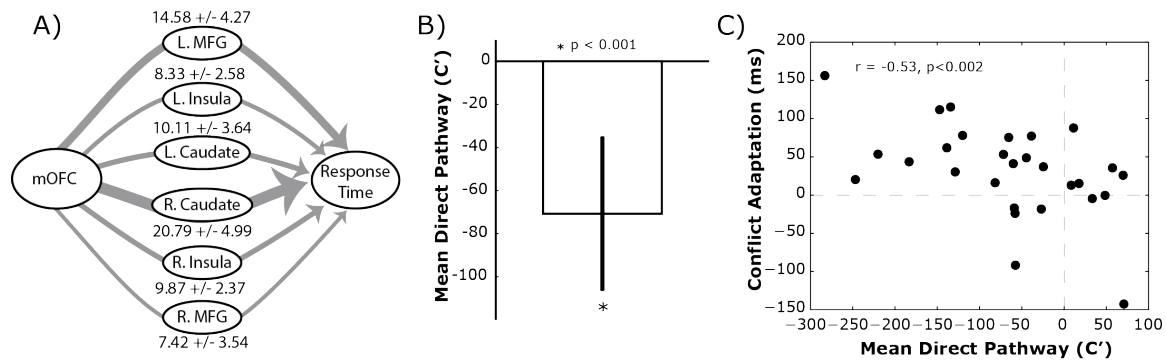 A)
14.58 +/- 4.27
L. MFG
8.33 +/- 2.58
L. Insula
10.11 +/- 3.64
L. Caudate
mOFC
Response
Time
R. Caudate
20.79 +/- 4.99
R. Insula
9.87 +/- 2.37
R. MFG
7.42 +/- 3.54
B)
* p < 0.001
0
-20
-40
-60
-80
-100
Mean Direct Pathway (C′)
*
C)
r = -0.53, p<0.002
200
150
100
50
0
−50
−100
−150
Conflict Adaptation (ms)
−300 −250 −200 −150 −100 −50 0 50 100
Mean Direct Pathway (C′)